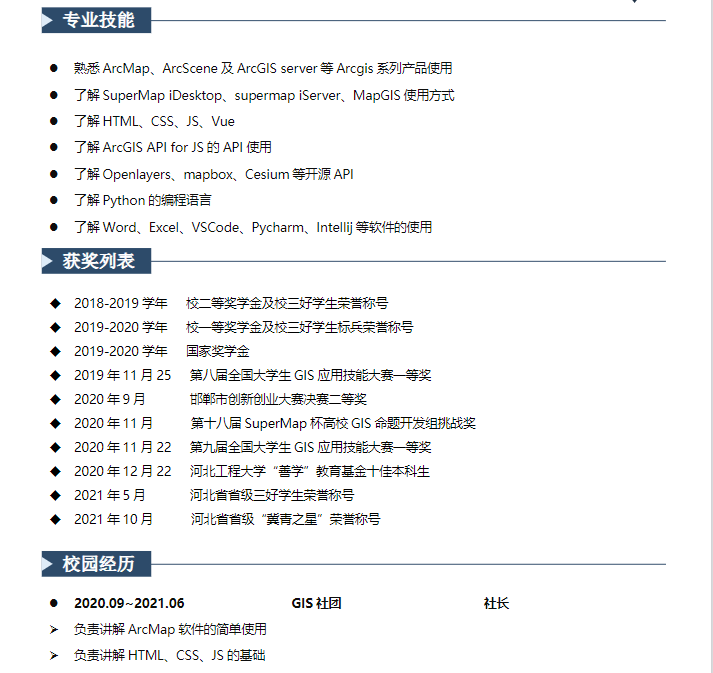 专业技能
熟悉 ArcMap、ArcScene 及 ArcGIS server 等 Arcgis 系列产品使用
了解 SuperMap iDesktop、supermap iServer、MapGIS 使用方式
了解 HTML、CSS、JS、Vue
了解 ArcGIS API for JS 的 API 使用
了解 Openlayers、mapbox、Cesium 等开源 API
了解 Python 的编程语言
了解 Word、Excel、VSCode、Pycharm、Intellij 等软件的使用
获奖列表
2018-2019 学年 校二等奖学金及校三好学生荣誉称号
2019-2020 学年 校一等奖学金及校三好学生标兵荣誉称号
2019-2020 学年 国家奖学金
2019 年 11 月 25 第八届全国大学生 GIS 应用技能大赛一等奖
2020 年 9 月 邯郸市创新创业大赛决赛二等奖
2020 年 11 月 第十八届 SuperMap 杯高校 GIS 命题开发组挑战奖
2020 年 11 月 22 第九届全国大学生 GIS 应用技能大赛一等奖
2020 年 12 月 22 河北工程大学“善学”教育基金十佳本科生
2021 年 5 月 河北省省级三好学生荣誉称号
2021 年 10 月 河北省省级“冀青之星”荣誉称号
校园经历
2020.09~2021.06 GIS 社团 社长
负责讲解 ArcMap 软件的简单使用
负责讲解 HTML、CSS、JS 的基础